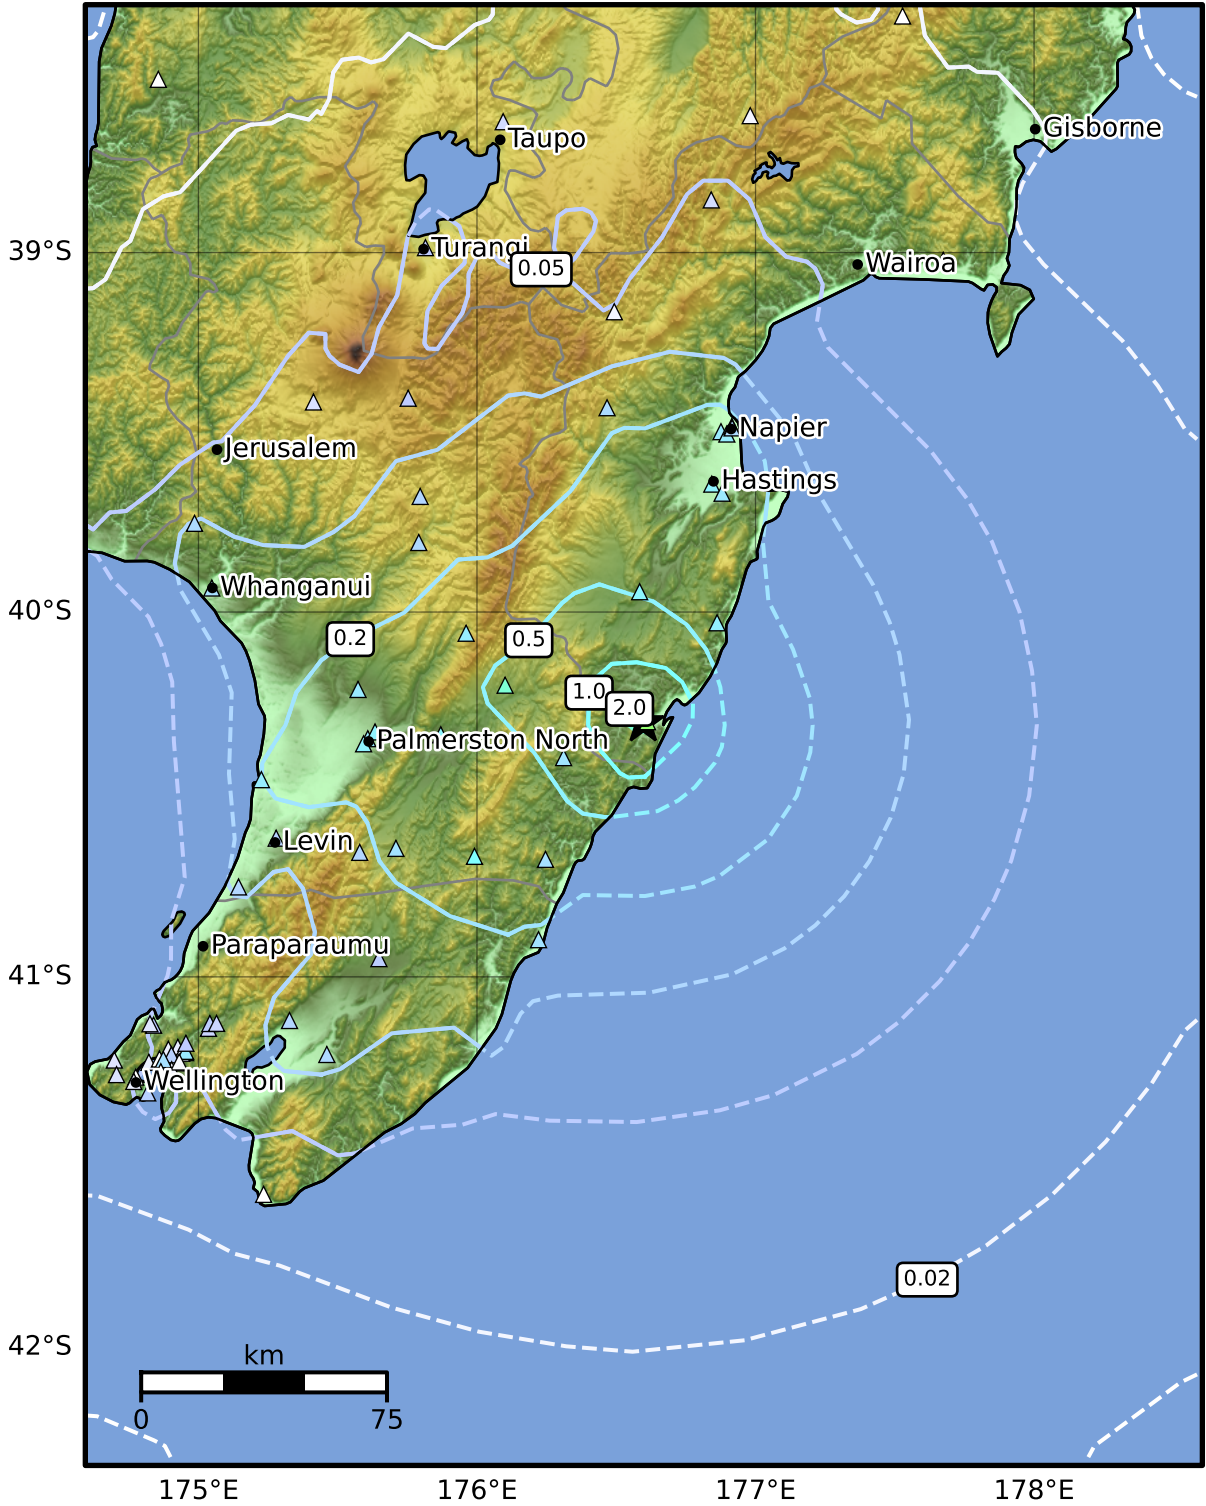 Gisborne
Taupo
39°S
Turangi
Wairoa
0.05
Napier
Jerusalem
Hastings
Whanganui
40°S
0.2
0.5
1.0
2.0
Palmerston North
Levin
Paraparaumu
41°S
Wellington
0.02
42°S
km
0
75
175°E
176°E
177°E
178°E